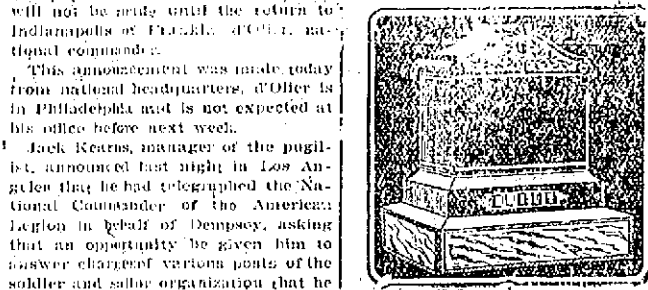 will not be made until the return to
Indianapolis of Franklin d'Olier, na-
tional commander.
This announcement was made today
from national headquarters. d'Olier is
in Philadelphia and is not expected at
his office before next week.
Jack Kearns, manager of the pugil-
ist, announced last night in Los An-
geles that he had telegraphed the Na-
tional Commander of the American
Legion in behalf of Dempsey, asking
that an opportunity be given him to
answer charges of various posts of the
soldier and sailor organization that he